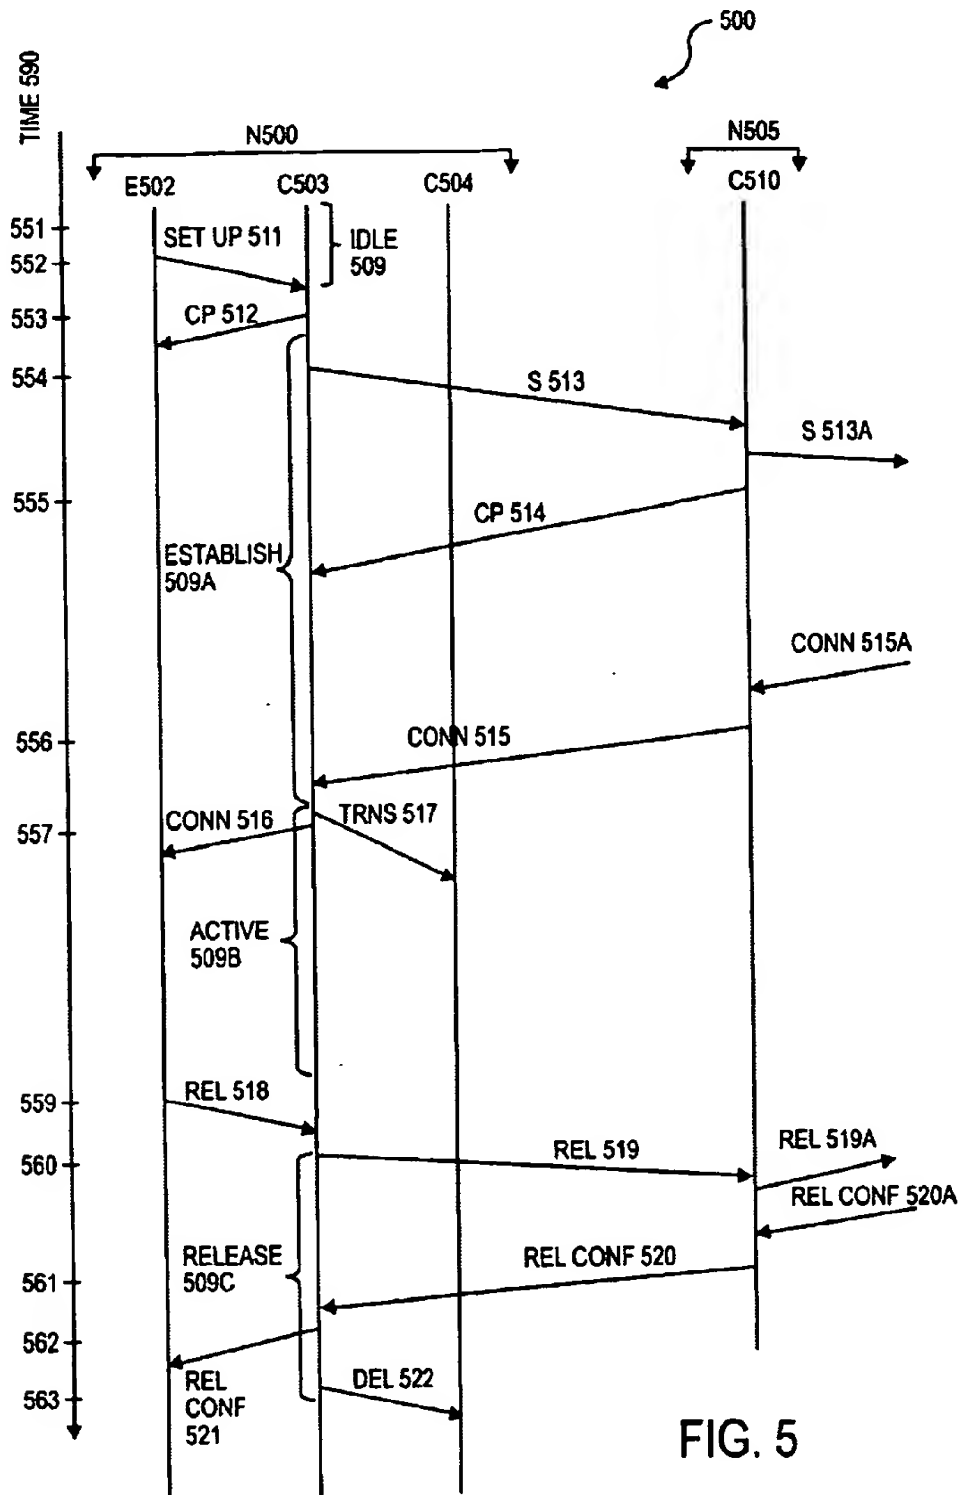 500
TIME 590
N500
N505
E502
C503
C504
C510
551
SET UP 511
IDLE
509
552
553
CP 512
554
S 513
S 513A
555
CP 514
ESTABLISH
509A
CONN 515A
556
CONN 515
CONN 516
TRNS 517
557
ACTIVE
509B
559
REL 518
560
REL 519
REL 519A
REL CONF 520A
RELEASE
509C
REL CONF 520
561
562
REL
CONF
521
DEL 522
563
FIG. 5